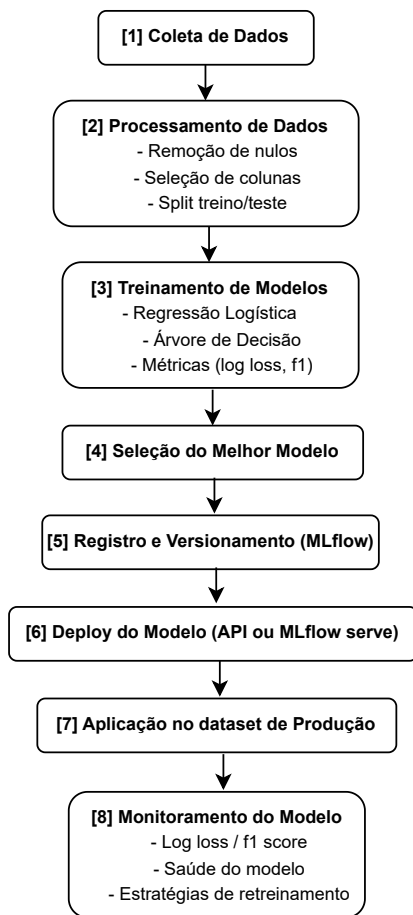 [1] Coleta de Dados
[2] Processamento de Dados
- Remoção de nulos
- Seleção de colunas
- Split treino/teste
[3] Treinamento de Modelos
- Regressão Logística
- Árvore de Decisão
- Métricas (log loss, f1)
[4] Seleção do Melhor Modelo
[5] Registro e Versionamento (MLflow)
[6] Deploy do Modelo (API ou MLflow serve)
[7] Aplicação no dataset de Produção
[8] Monitoramento do Modelo
- Log loss / f1 score
- Saúde do modelo
- Estratégias de retreinamento